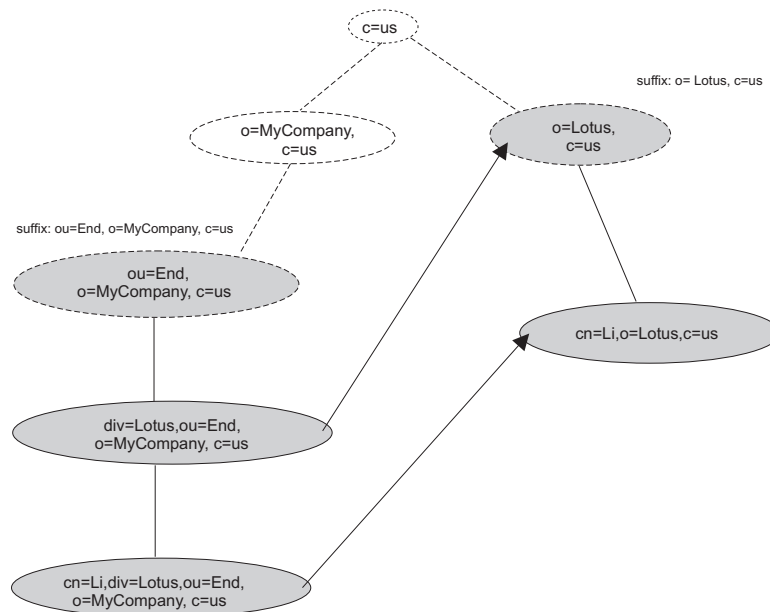 c=us
suffix: o= Lotus, c=us
o=MyCompany,
c=us
o=Lotus,
c=us
suffix: ou=End, o=MyCompany, c=us
ou=End,
o=MyCompany, c=us
cn=Li,o=Lotus,c=us
div=Lotus,ou=End,
o=MyCompany, c=us
cn=Li,div=Lotus,ou=End,
o=MyCompany, c=us